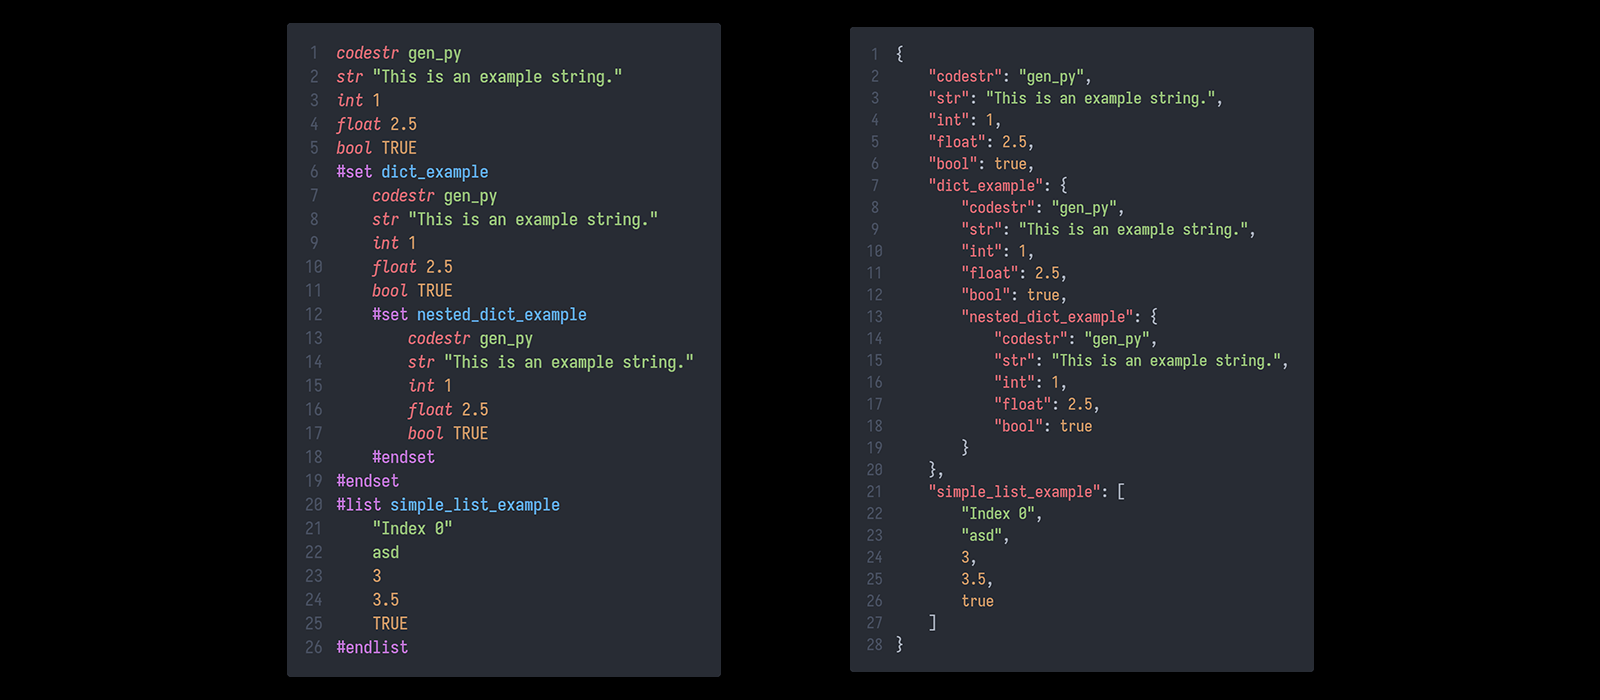 1 codestr gen_py
2 str "This is an example string."
3 int 1
4 float 2.5
5 bool TRUE
6 #set dict_example
7     codestr gen_py
8     str "This is an example string."
9     int 1
10     float 2.5
11     bool TRUE
12     #set nested_dict_example
13         codestr gen_py
14         str "This is an example string."
15         int 1
16         float 2.5
17         bool TRUE
18     #endset
19 #endset
20 #list simple_list_example
21     "Index 0"
22     asd
23     3
24     3.5
25     TRUE
26 #endlist
1 {
2     "codestr": "gen_py",
3     "str": "This is an example string.",
4     "int": 1,
5     "float": 2.5,
6     "bool": true,
7     "dict_example": {
8         "codestr": "gen_py",
9         "str": "This is an example string.",
10         "int": 1,
11         "float": 2.5,
12         "bool": true,
13         "nested_dict_example": {
14             "codestr": "gen_py",
15             "str": "This is an example string.",
16             "int": 1,
17             "float": 2.5,
18             "bool": true
19         }
20     },
21     "simple_list_example": [
22         "Index 0",
23         "asd",
24         3,
25         3.5,
26         true
27     ]
28 }